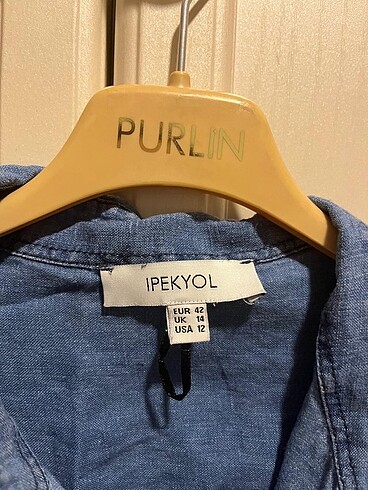 PURLIN
IPEKYOL
EUR 42
UK 14
USA 12